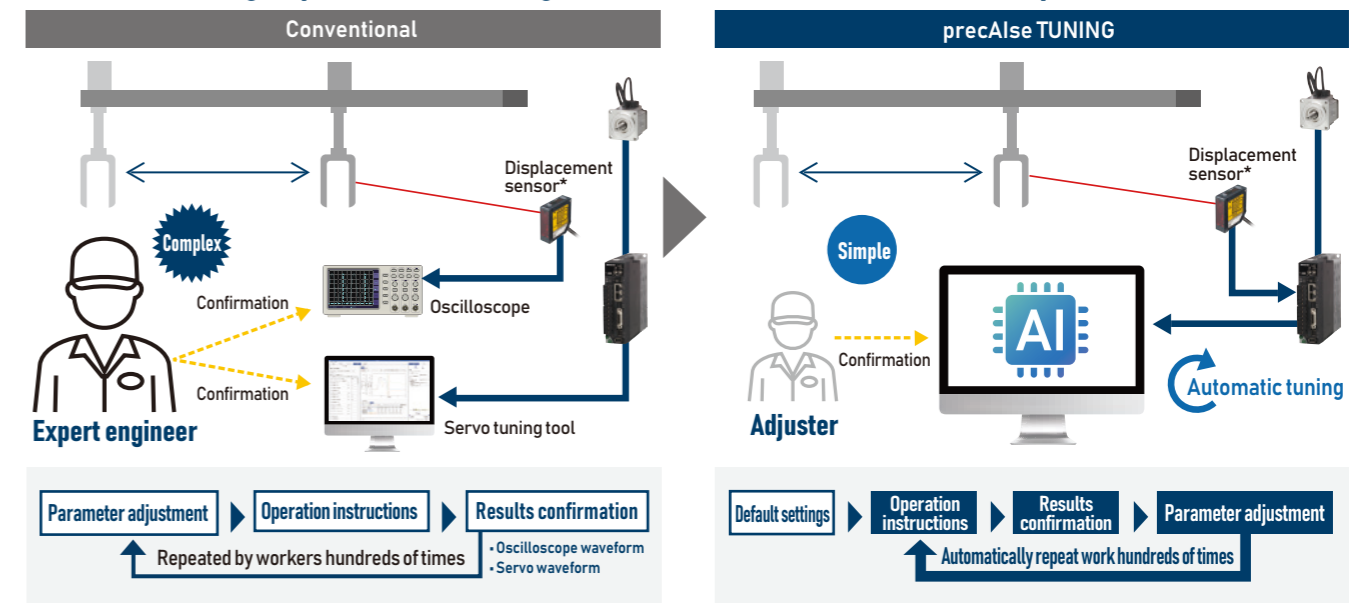 Conventional
Displacement
sensor*
Complex
Confirmation
Oscilloscope
Confirmation
Expert engineer
Servo tuning tool
Parameter adjustment
Operation instructions
Results confirmation
Repeated by workers hundreds of times
▪ Oscilloscope waveform
▪ Servo waveform
precAIse TUNING
Displacement
sensor*
Simple
AI
Confirmation
Automatic tuning
Adjuster
Default settings
Operation
instructions
Results
confirmation
Parameter adjustment
Automatically repeat work hundreds of times